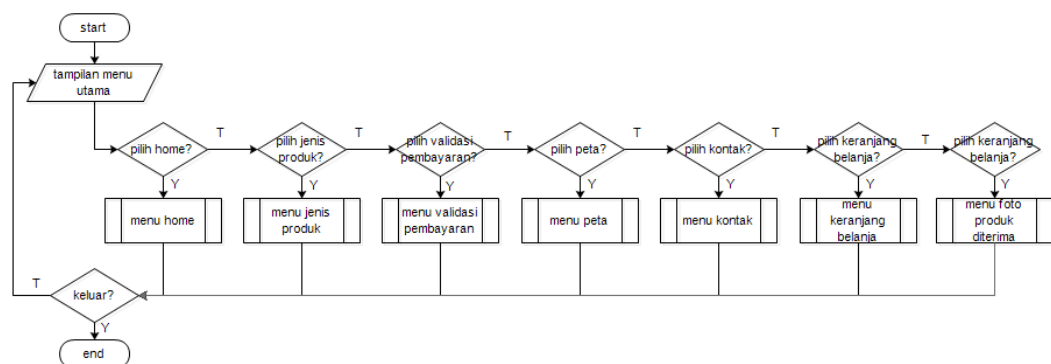 start
tampilan menu
utama
pilih home?
T
pilih jenis
produk?
T
pilih validasi
pembayaran?
T
pilih peta?
T
pilih kontak?
T
pilih keranjang
belanja?
T
pilih keranjang
belanja?
Y
Y
Y
Y
Y
Y
Y
menu home
menu jenis
produk
menu validasi
pembayaran
menu peta
menu kontak
menu
keranjang
belanja
menu foto
produk
diterima
T
keluar?
Y
end